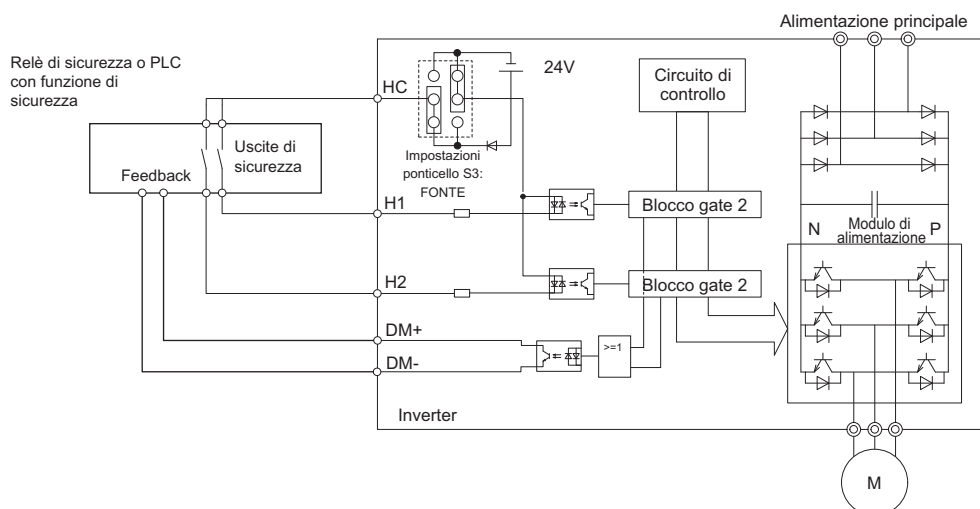 Alimentazione principale
Relè di sicurezza o PLC
con funzione di
sicurezza
HC
24V
Circuito di
controllo
Uscite di
sicurezza
Feedback
Impostazioni
ponticello S3:
FONTE
H1
Blocco gate 2
N
Modulo di
alimentazione
P
H2
Blocco gate 2
DM+
>=1
DM-
Inverter
M